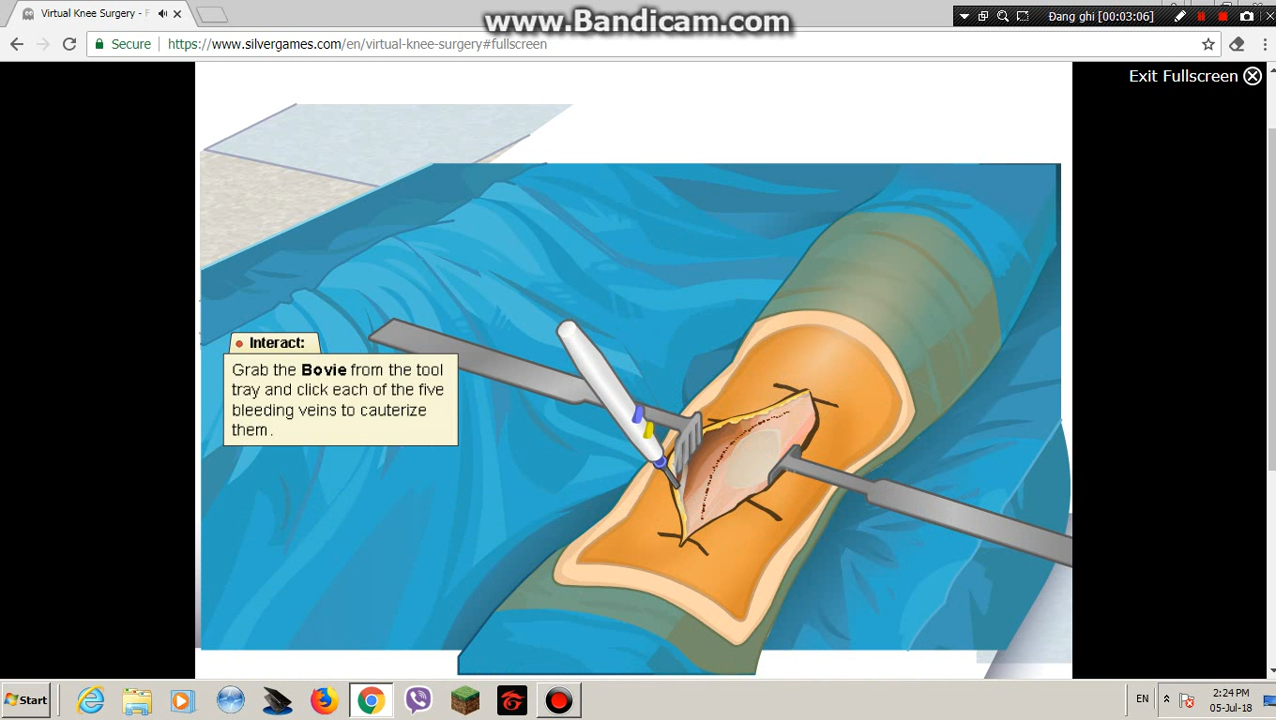 www.Bandicam.com
Virtual Knee Surgery - F
Đang ghi [00:03:06]
Secure
https://www.silvergames.com/en/virtual-knee-surgery#fullscreen
Exit Fullscreen
Interact:
Grab the Bovie from the tool
tray and click each of the five
bleeding veins to cauterize
them.
Start
EN
2:24 PM
05-Jul-18